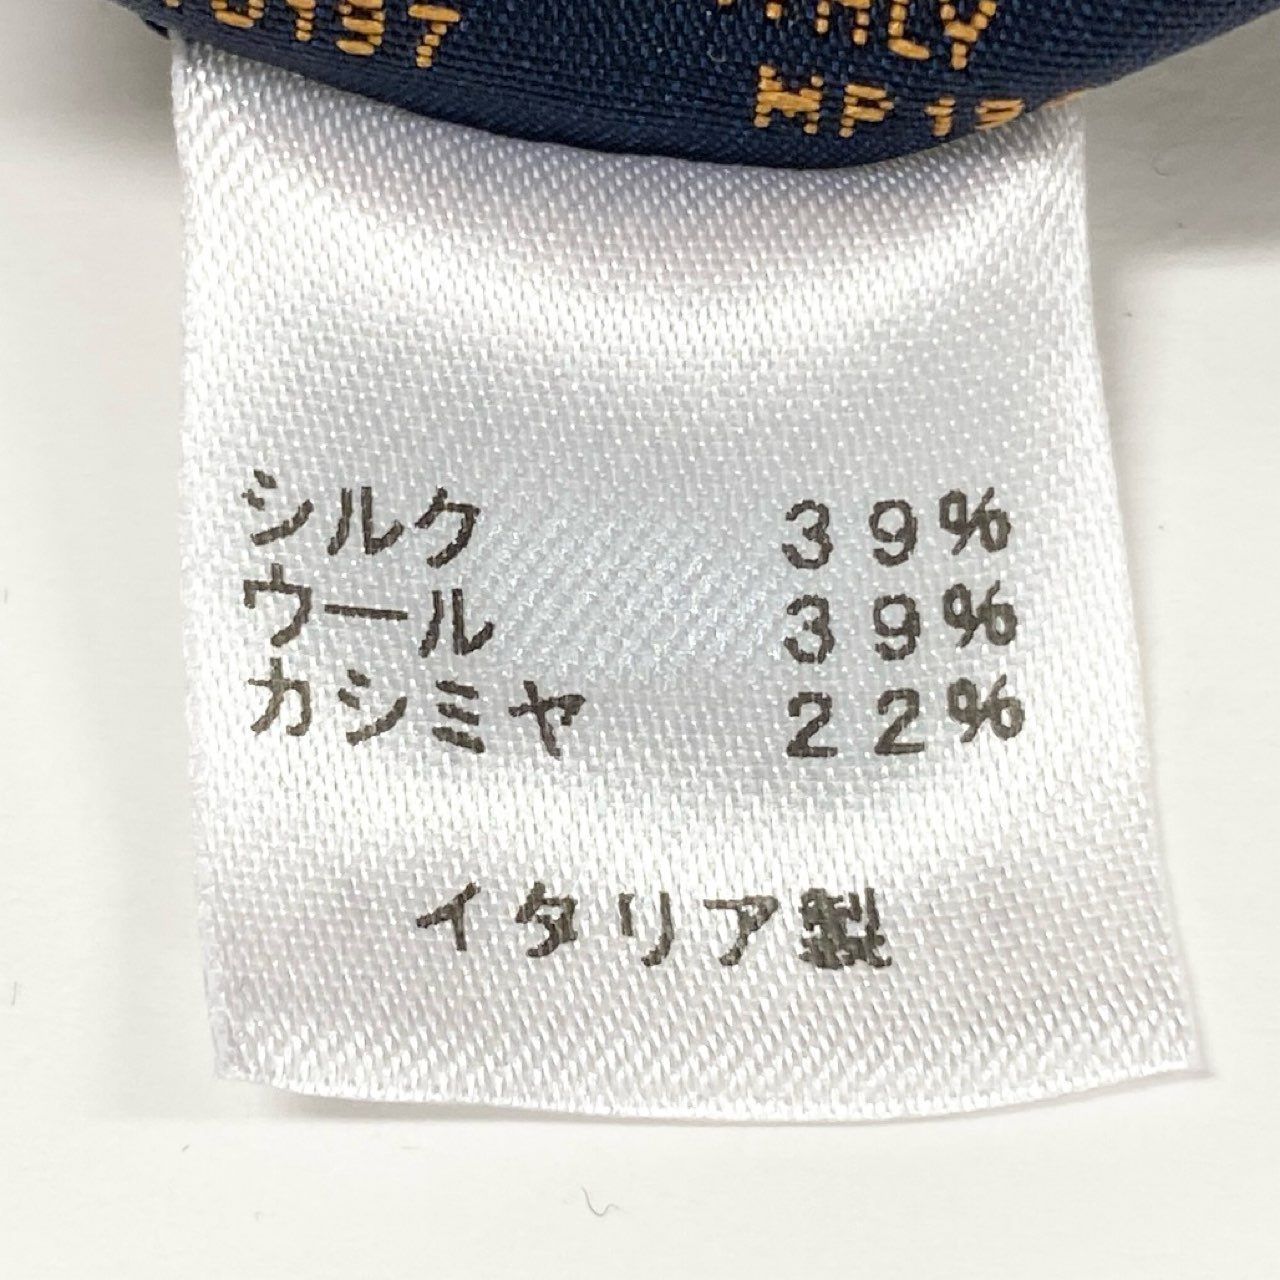 シルク 39%
ウール 39%
カシミヤ 22%
イタリア製